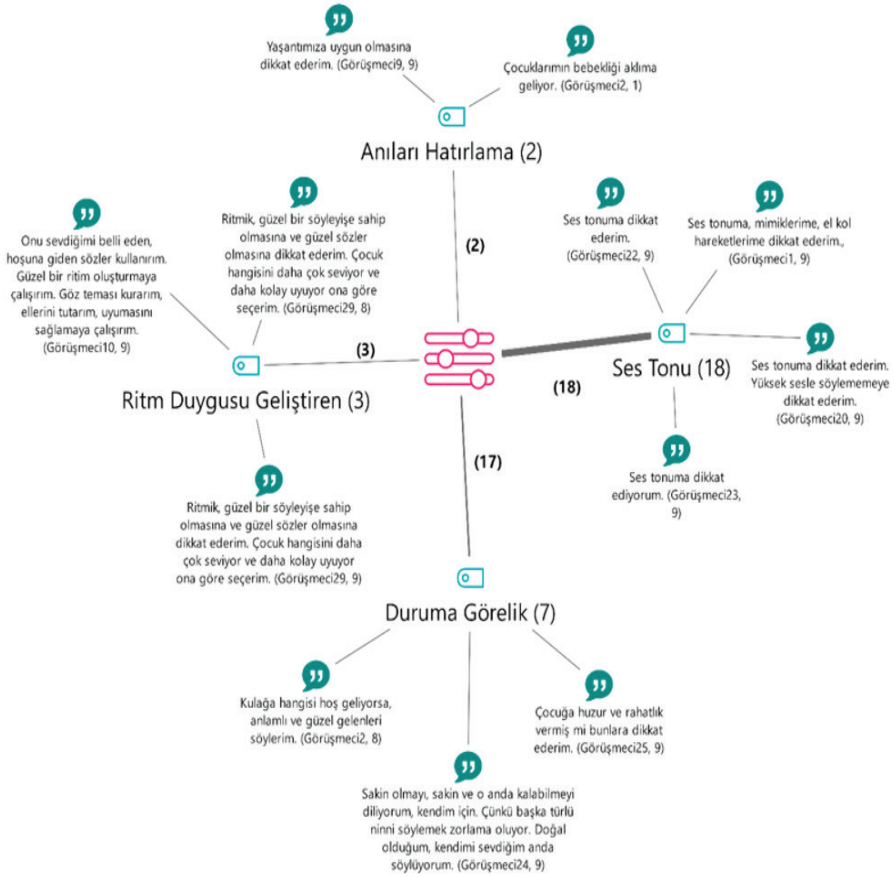 Yaşantımıza uygun olmasına
dikkat ederim. (Görüşmeci9, 9)
Çocuklarımın bebekliği aklıma
geliyor. (Görüşmeci2, 1)
Anıları Hatırlama (2)
(2)
Onu sevdiğimi belli eden,
hoşuna giden sözler kullanırım.
Güzel bir ritim oluşturmaya
çalışırım. Göz teması kurarım,
ellerini tutarım, uyumasını
sağlamaya çalışırım.
(Görüşmeci10, 9)
Ritmik, güzel bir söyleyişe sahip
olmasına ve güzel sözler
olmasına dikkat ederim. Çocuk
hangisini daha çok seviyor ve
daha kolay uyuyor ona göre
seçerim. (Görüşmeci29, 8)
Ses tonuma dikkat
ederim.
(Görüşmeci22, 9)
Ses tonuma, mimiklerime, el kol
hareketlerime dikkat ederim.,
(Görüşmeci1, 9)
(3)
Ritm Duygusu Geliştiren (3)
(18)
Ses Tonu (18)
Ses tonuma dikkat ederim.
Yüksek sesle söylememeye
dikkat ederim.
(Görüşmeci20, 9)
Ses tonuma dikkat
ediyorum. (Görüşmeci23,
9)
(17)
Ritmik, güzel bir söyleyişe sahip
olmasına ve güzel sözler olmasına
dikkat ederim. Çocuk hangisini daha
çok seviyor ve daha kolay uyuyor
ona göre seçerim. (Görüşmeci29, 9)
Duruma Görelik (7)
Kulağa hangisi hoş geliyorsa,
anlamlı ve güzel gelenleri
söylerim. (Görüşmeci2, 8)
Çocuğa huzur ve rahatlık
vermiş mi bunlara dikkat
ederim. (Görüşmeci25, 9)
Sakin olmayı, sakin ve o anda kalabilmeyi
diliyorum, kendim için. Çünkü başka türlü
ninni söylemek zorlama oluyor. Doğal
olduğum, kendimi sevdiğim anda
söylüyorum. (Görüşmeci24, 9)